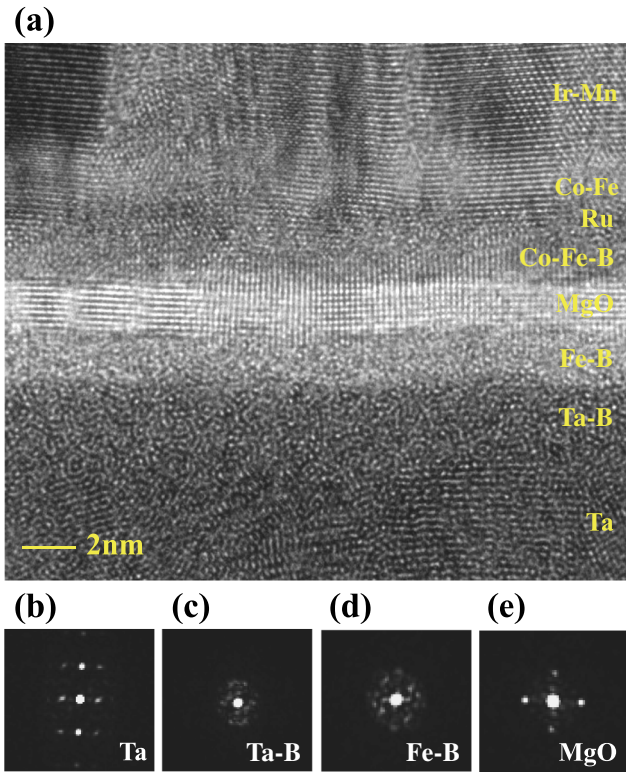 (a)
Ir-Mn
Co-Fe
Ru
Co-Fe-B
MgO
Fe-B
Ta-B
Ta
2nm
(b) (c) (d) (e)
Ta Ta-B Fe-B MgO